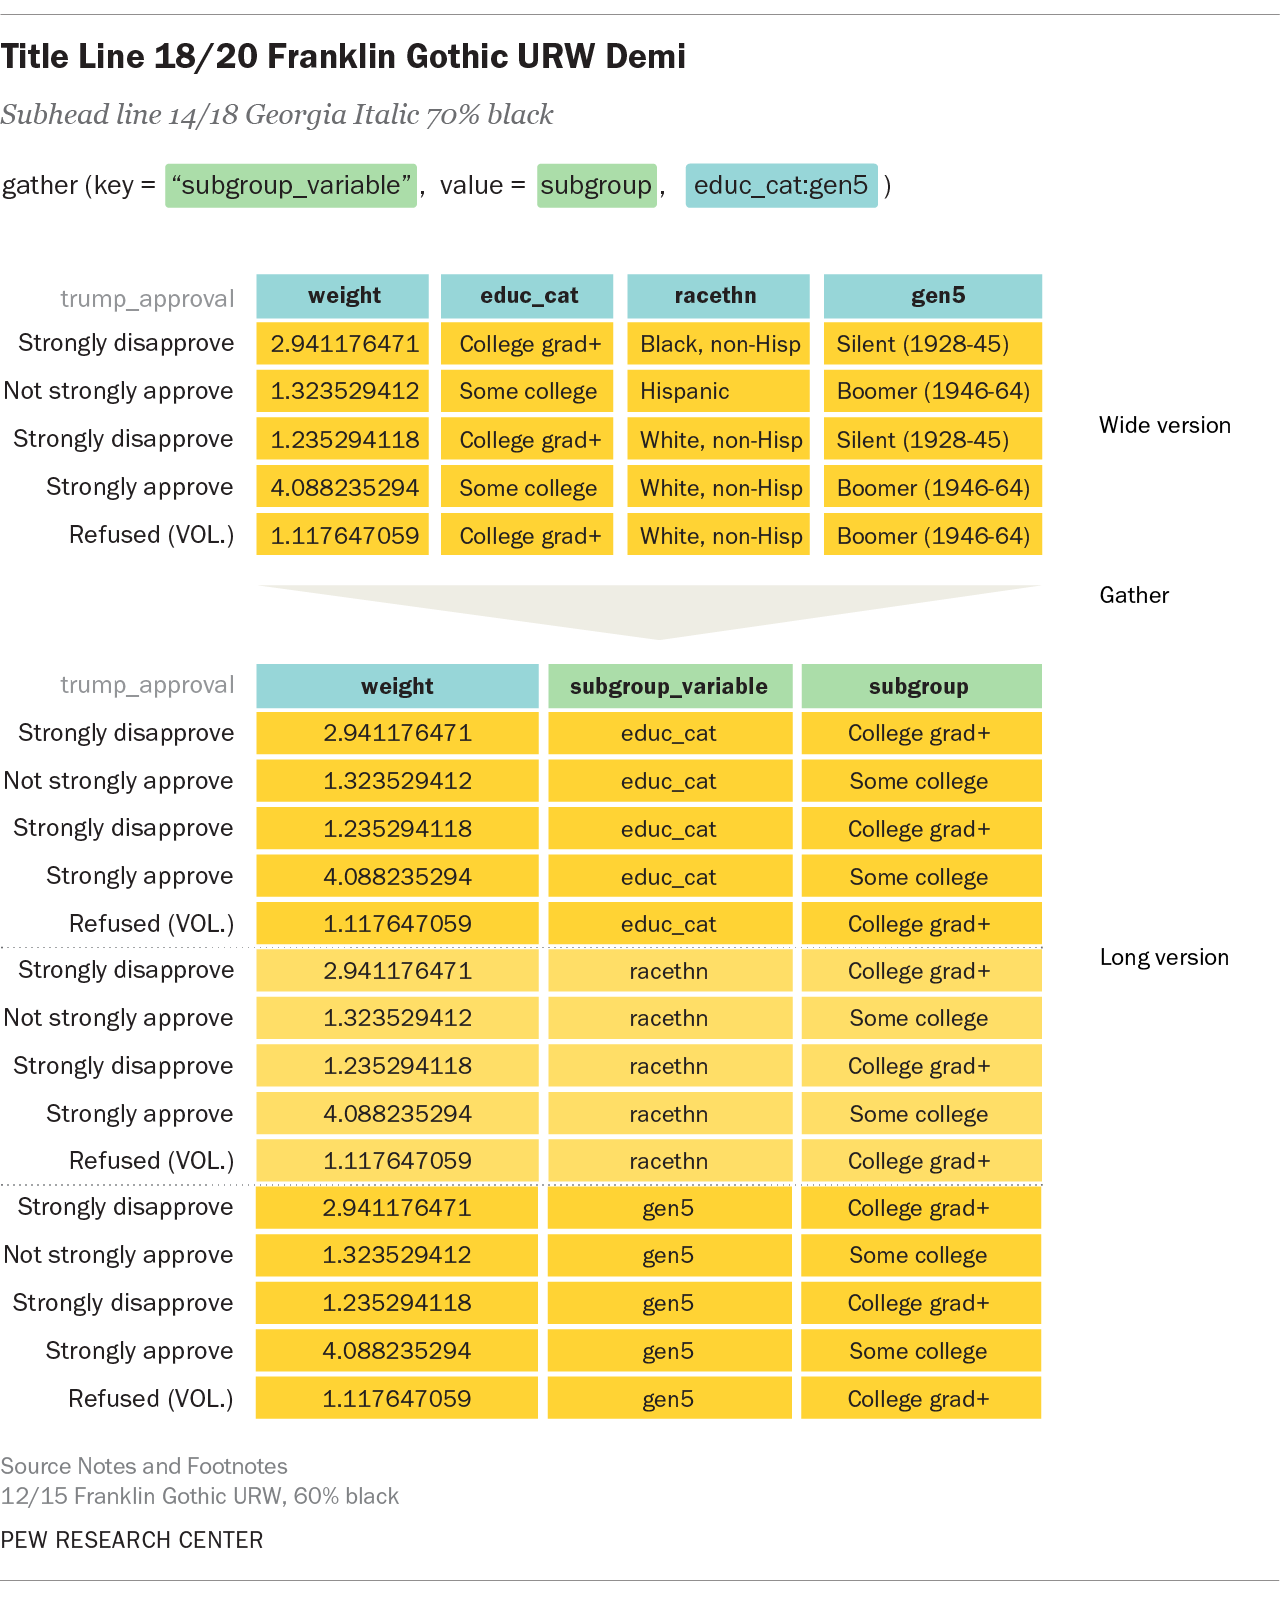 Title Line 18/20 Franklin Gothic URW Demi
Subhead line 14/18 Georgia Italic 70% black
gather (key = “subgroup_variable”, value = subgroup, educ_cat:gen5 )
trump_approval weight educ_cat racethn gen5
Strongly disapprove 2.941176471 College grad+ Black, non-Hisp Silent (1928-45)
Not strongly approve 1.323529412 Some college Hispanic Boomer (1946-64)
Wide version
Strongly disapprove 1.235294118 College grad+ White, non-Hisp Silent (1928-45)
Strongly approve 4.088235294 Some college White, non-Hisp Boomer (1946-64)
Refused (VOL.) 1.117647059 College grad+ White, non-Hisp Boomer (1946-64)
Gather
trump_approval weight subgroup_variable subgroup
Strongly disapprove 2.941176471 educ_cat College grad+
Not strongly approve 1.323529412 educ_cat Some college
Strongly disapprove 1.235294118 educ_cat College grad+
Strongly approve 4.088235294 educ_cat Some college
Refused (VOL.) 1.117647059 educ_cat College grad+
Long version
Strongly disapprove 2.941176471 racethn College grad+
Not strongly approve 1.323529412 racethn Some college
Strongly disapprove 1.235294118 racethn College grad+
Strongly approve 4.088235294 racethn Some college
Refused (VOL.) 1.117647059 racethn College grad+
Strongly disapprove 2.941176471 gen5 College grad+
Not strongly approve 1.323529412 gen5 Some college
Strongly disapprove 1.235294118 gen5 College grad+
Strongly approve 4.088235294 gen5 Some college
Refused (VOL.) 1.117647059 gen5 College grad+
Source Notes and Footnotes
12/15 Franklin Gothic URW, 60% black
PEW RESEARCH CENTER